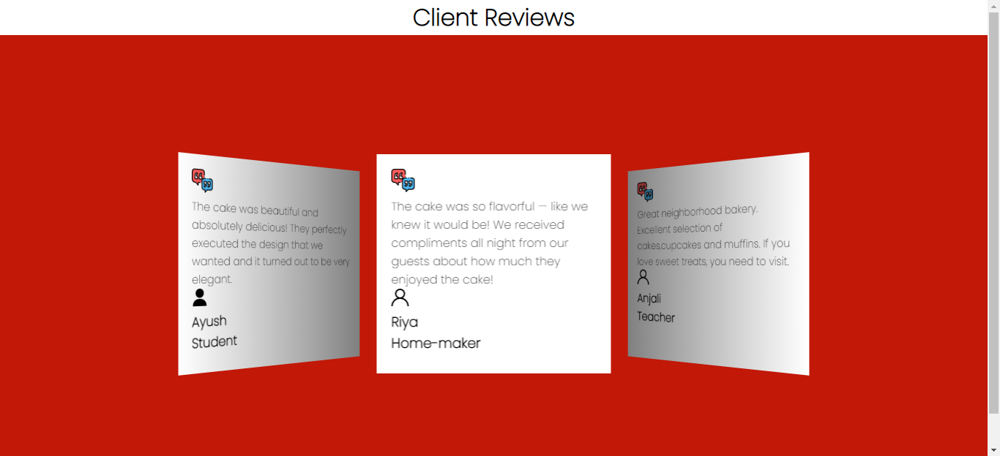 Client Reviews
The cake was beautiful and
absolutely delicious! They perfectly
executed the design that we
wanted and it turned out to be very
elegant.
Ayush
Student
The cake was so flavorful — like we
knew it would be! We received
compliments all night from our
guests about how much they
enjoyed the cake!
Riya
Home-maker
Great neighborhood bakery.
Excellent selection of
cakes,cupcakes and muffins. If you
love sweet treats, you need to visit.
Anjali
Teacher